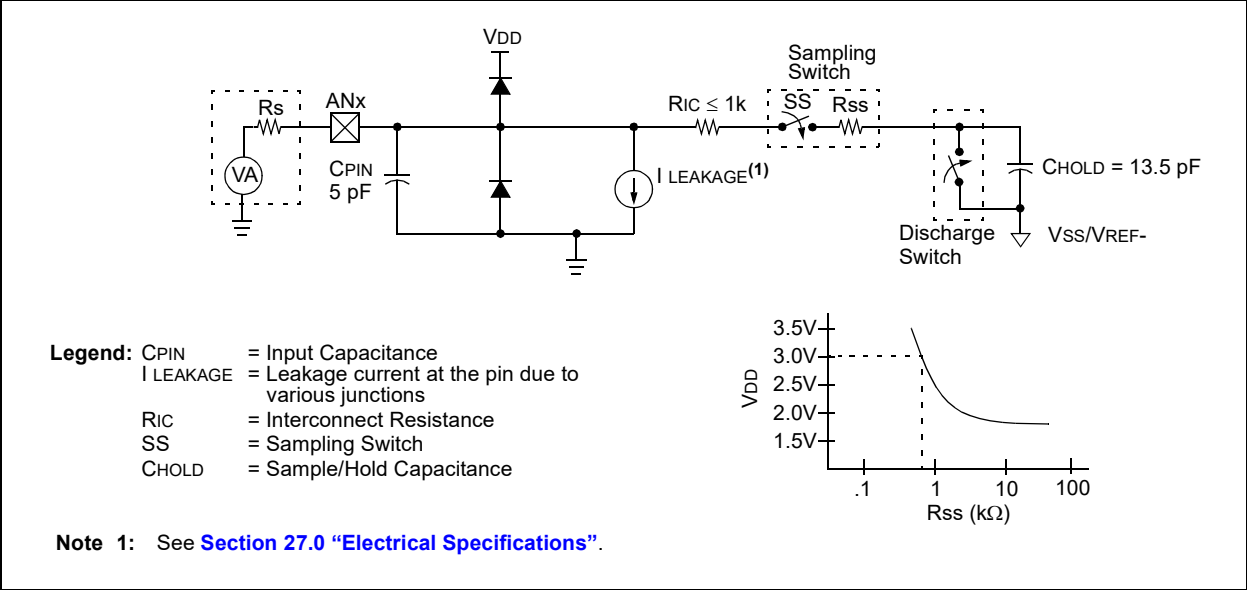 VDD
Sampling
Switch
Rs
ANx
RIC ≤ 1k
SS
Rss
VA
CPIN
5 pF
I LEAKAGE(1)
CHOLD = 13.5 pF
Discharge
Switch
VSS/VREF-
Legend: CPIN = Input Capacitance
I LEAKAGE = Leakage current at the pin due to
various junctions
RIC = Interconnect Resistance
SS = Sampling Switch
CHOLD = Sample/Hold Capacitance
VDD
3.5V
3.0V
2.5V
2.0V
1.5V
.1 1 10 100
Rss (kΩ)
Note 1: See Section 27.0 “Electrical Specifications”.